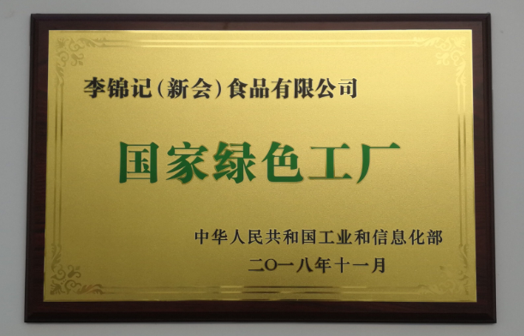 李锦记(新会)食品有限公司
国家绿色工厂
中华人民共和国工业和信息化部
二〇一八年十一月